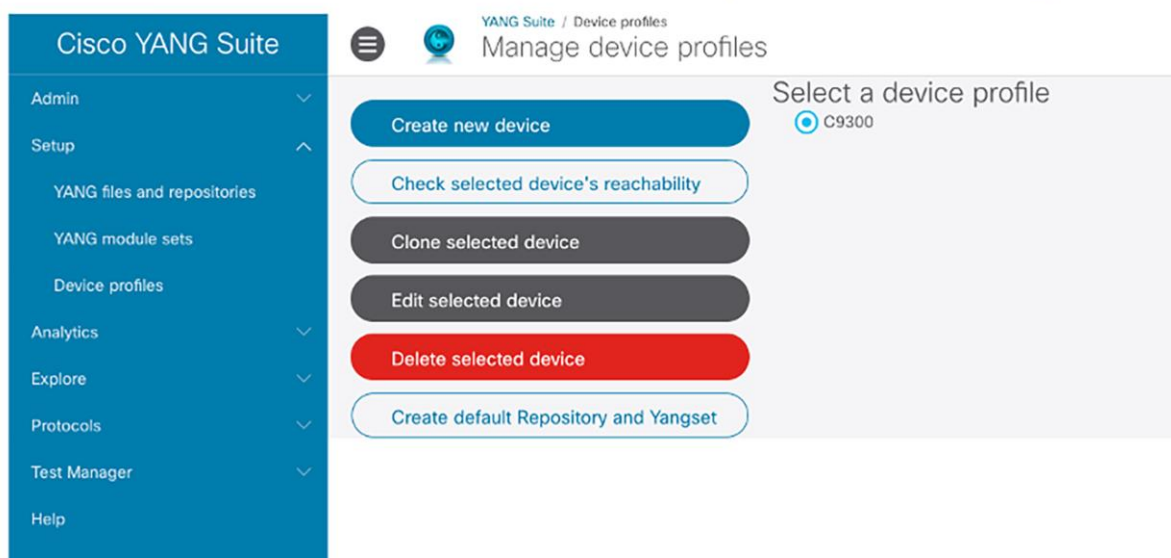 Cisco YANG Suite
Admin
Setup
YANG files and repositories
YANG module sets
Device profiles
Analytics
Explore
Protocols
Test Manager
Help
YANG Suite / Device profiles
Manage device profiles
Create new device
Check selected device's reachability
Clone selected device
Edit selected device
Delete selected device
Create default Repository and Yangset
Select a device profile
C9300